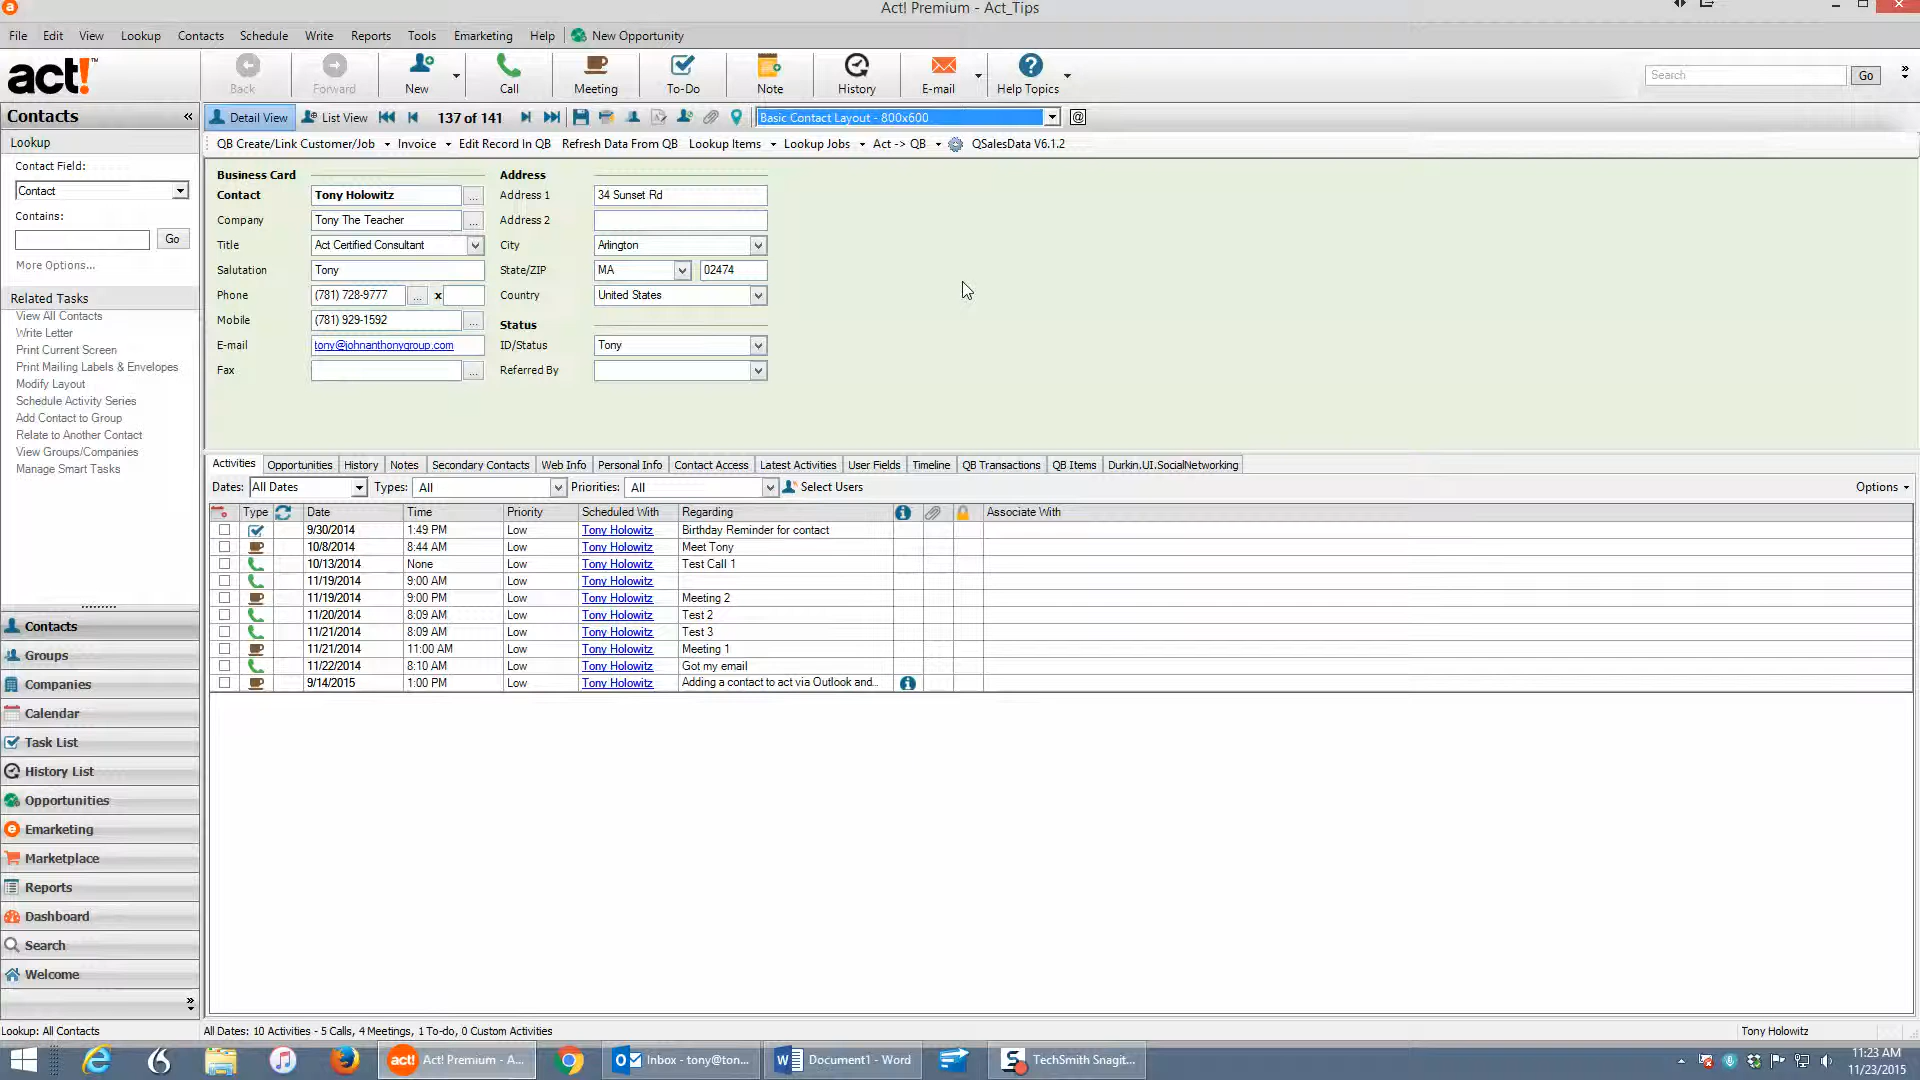 Act! Premium - Act_Tips
File Edit View Lookup Contacts Schedule Write Reports Tools Emarketing Help New Opportunity
act!™ Back Forward New Call Meeting To-Do Note History E-mail Help Topics Search Go
Contacts « Detail View List View 137 of 141 Basic Contact Layout - 800x600
Lookup
QB Create/Link Customer/Job Invoice Edit Record In QB Refresh Data From QB Lookup Items Lookup Jobs Act -> QB QSalesData V6.1.2
Contact Field:
Contact
Contains:
Go
More Options...
Related Tasks
View All Contacts
Write Letter
Print Current Screen
Print Mailing Labels & Envelopes
Modify Layout
Schedule Activity Series
Add Contact to Group
Relate to Another Contact
View Groups/Companies
Manage Smart Tasks
Contacts
Groups
Companies
Calendar
Task List
History List
Opportunities
Emarketing
Marketplace
Reports
Dashboard
Search
Welcome
Business Card Address
Contact Tony Holowitz ... Address 1 34 Sunset Rd
Company Tony The Teacher ... Address 2
Title Act Certified Consultant City Arlington
Salutation Tony State/ZIP MA 02474
Phone (781) 728-9777 ... x Country United States
Mobile (781) 929-1592 ... Status
E-mail tony@johnanthonygroup.com ID/Status Tony
Fax ... Referred By
Activities Opportunities History Notes Secondary Contacts Web Info Personal Info Contact Access Latest Activities User Fields Timeline QB Transactions QB Items Durkin.UI.SocialNetworking
Dates: All Dates Types: All Priorities: All Select Users Options
Type Date Time Priority Scheduled With Regarding Associate With
9/30/2014 1:49 PM Low Tony Holowitz Birthday Reminder for contact
10/8/2014 8:44 AM Low Tony Holowitz Meet Tony
10/13/2014 None Low Tony Holowitz Test Call 1
11/19/2014 9:00 AM Low Tony Holowitz
11/19/2014 9:00 PM Low Tony Holowitz Meeting 2
11/20/2014 8:09 AM Low Tony Holowitz Test 2
11/21/2014 8:09 AM Low Tony Holowitz Test 3
11/21/2014 11:00 AM Low Tony Holowitz Meeting 1
11/22/2014 8:10 AM Low Tony Holowitz Got my email
9/14/2015 1:00 PM Low Tony Holowitz Adding a contact to act via Outlook and...
Lookup: All Contacts All Dates: 10 Activities - 5 Calls, 4 Meetings, 1 To-do, 0 Custom Activities Tony Holowitz
act! Act! Premium - A... Inbox - tony@ton... Document1 - Word TechSmith Snagit... 11:23 AM
11/23/2015